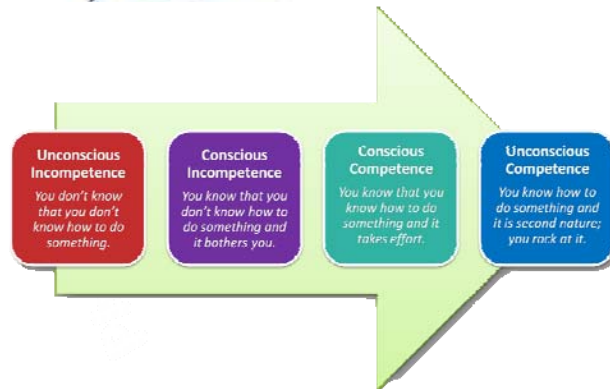 Unconscious
Incompetence
You don't know
that you don't
know how to do
something.
Conscious
Incompetence
You know that you
don't know how to
do something and
it bothers you.
Conscious
Competence
You know that you
know how to do
something and it
takes effort.
Unconscious
Competence
You know how to
do something and
it is second nature;
you rock at it.